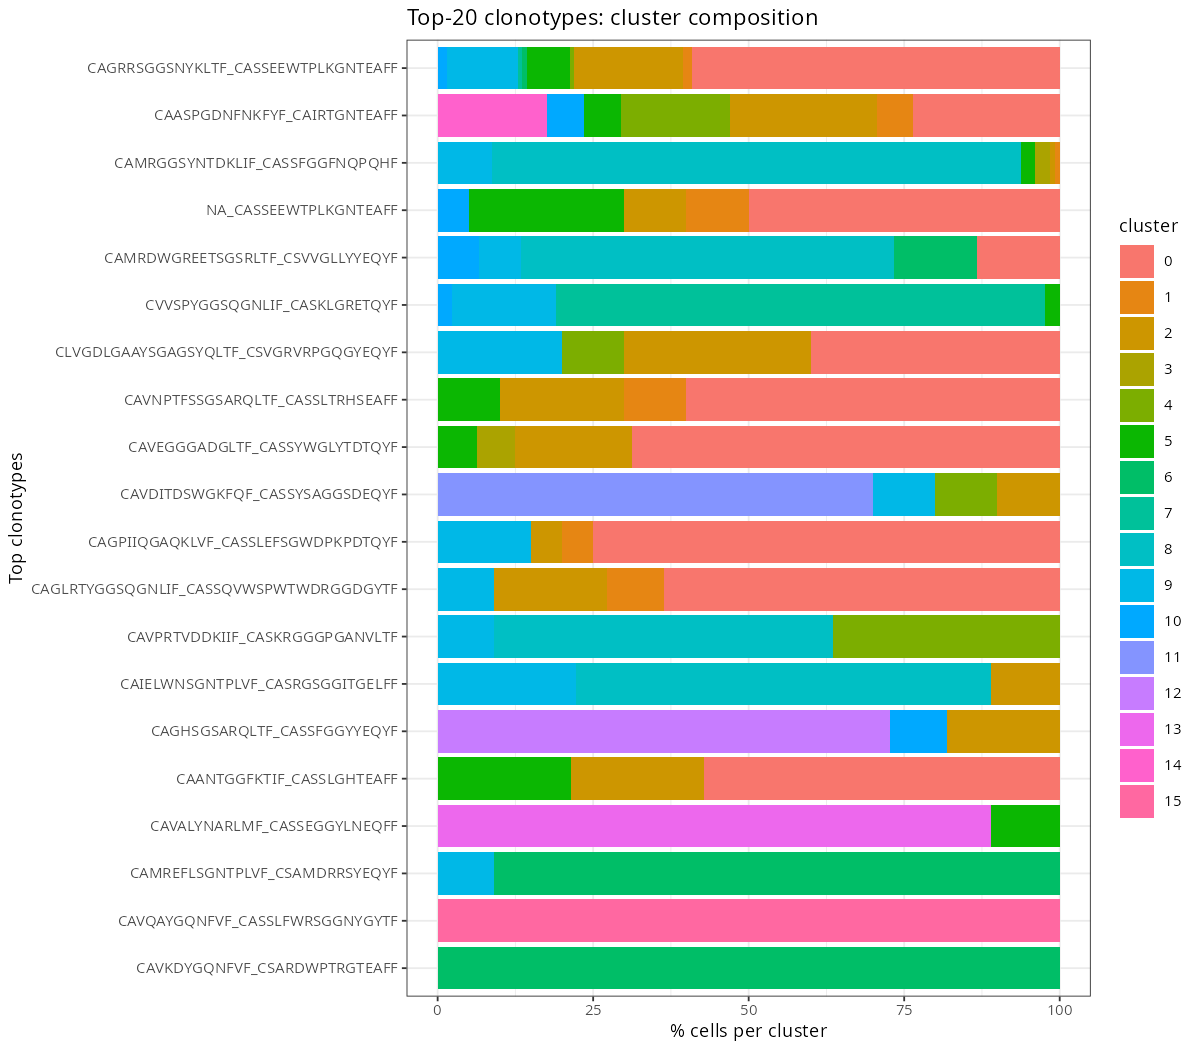 Top-20 clonotypes: cluster composition
Top clonotypes
CAGRRSGGSNYKLTF_CASSEEWTPLKGNTEAFF
CAASPGDNFNKFYF_CAIRTGNTEAFF
CAMRGGSYNTDKLIF_CASSFGGFNQPQHF
NA_CASSEEWTPLKGNTEAFF
CAMRDWGREETSGSRLTF_CSVVGLLYYEQYF
CVVSPYGGSQGNLIF_CASKLGRETQYF
CLVGDLGAAYSGAGSYQLTF_CSVGRVRPGQGYEQYF
CAVNPTFSSGSARQLTF_CASSLTRHSEAFF
CAVEGGGADGLTF_CASSYWGLYTDTQYF
CAVDITDSWGKFQF_CASSYSAGGSDEQYF
CAGPIIQGAQKLVF_CASSLEFSGWDPKPDTQYF
CAGLRTYGGSQGNLIF_CASSQVWSPWTWDRGGDGYTF
CAVPRTVDDKIIF_CASKRGGGPGANVLTF
CAIELWNSGNTPLVF_CASRGSGGITGELFF
CAGHSGSARQLTF_CASSFGGYYEQYF
CAANTGGFKTIF_CASSLGHTEAFF
CAVALYNARLMF_CASSEGGYLNEQFF
CAMREFLSGNTPLVF_CSAMDRRSYEQYF
CAVQAYGQNFVF_CASSLFWRSGGNYGYTF
CAVKDYGQNFVF_CSARDWPTRGTEAFF
0 25 50 75 100
% cells per cluster
cluster
0
1
2
3
4
5
6
7
8
9
10
11
12
13
14
15